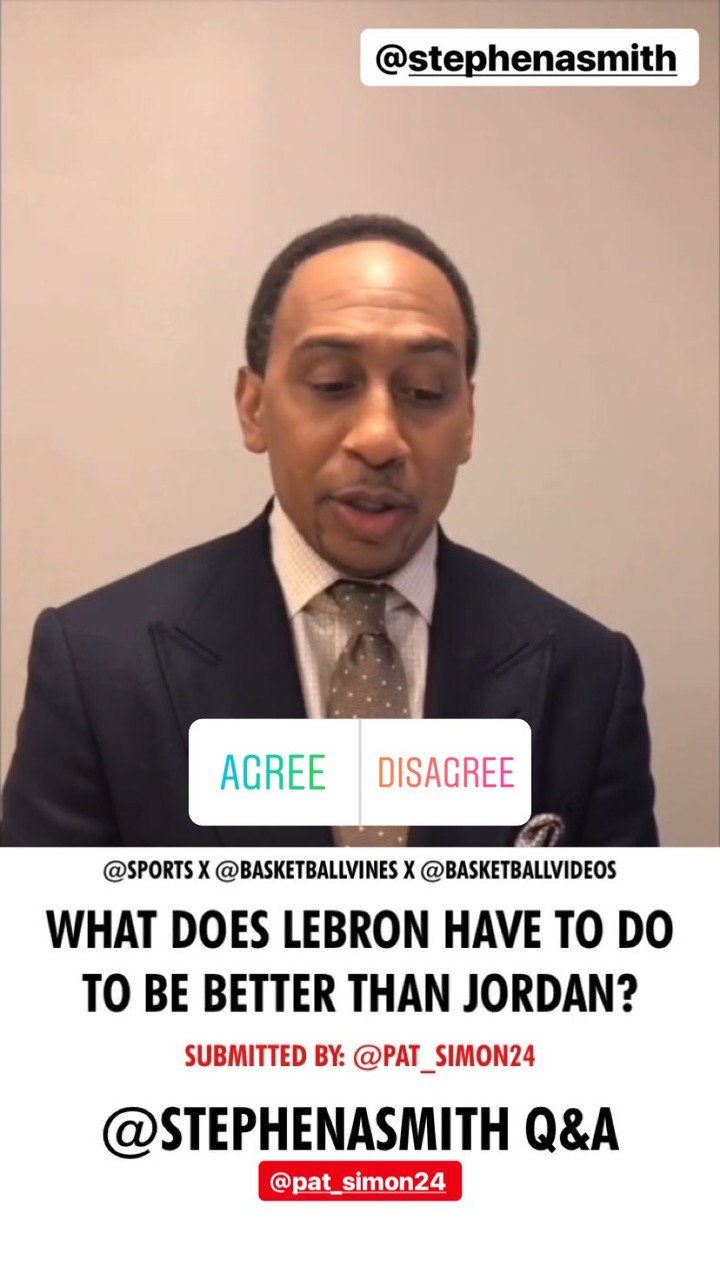 @stephenasmith
AGREE
DISAGREE
@SPORTS X @BASKETBALLVINES X @BASKETBALLVIDEOS
WHAT DOES LEBRON HAVE TO DO
TO BE BETTER THAN JORDAN?
SUBMITTED BY: @PAT_SIMON24
@STEPHENASMITH Q&A
@pat_simon24